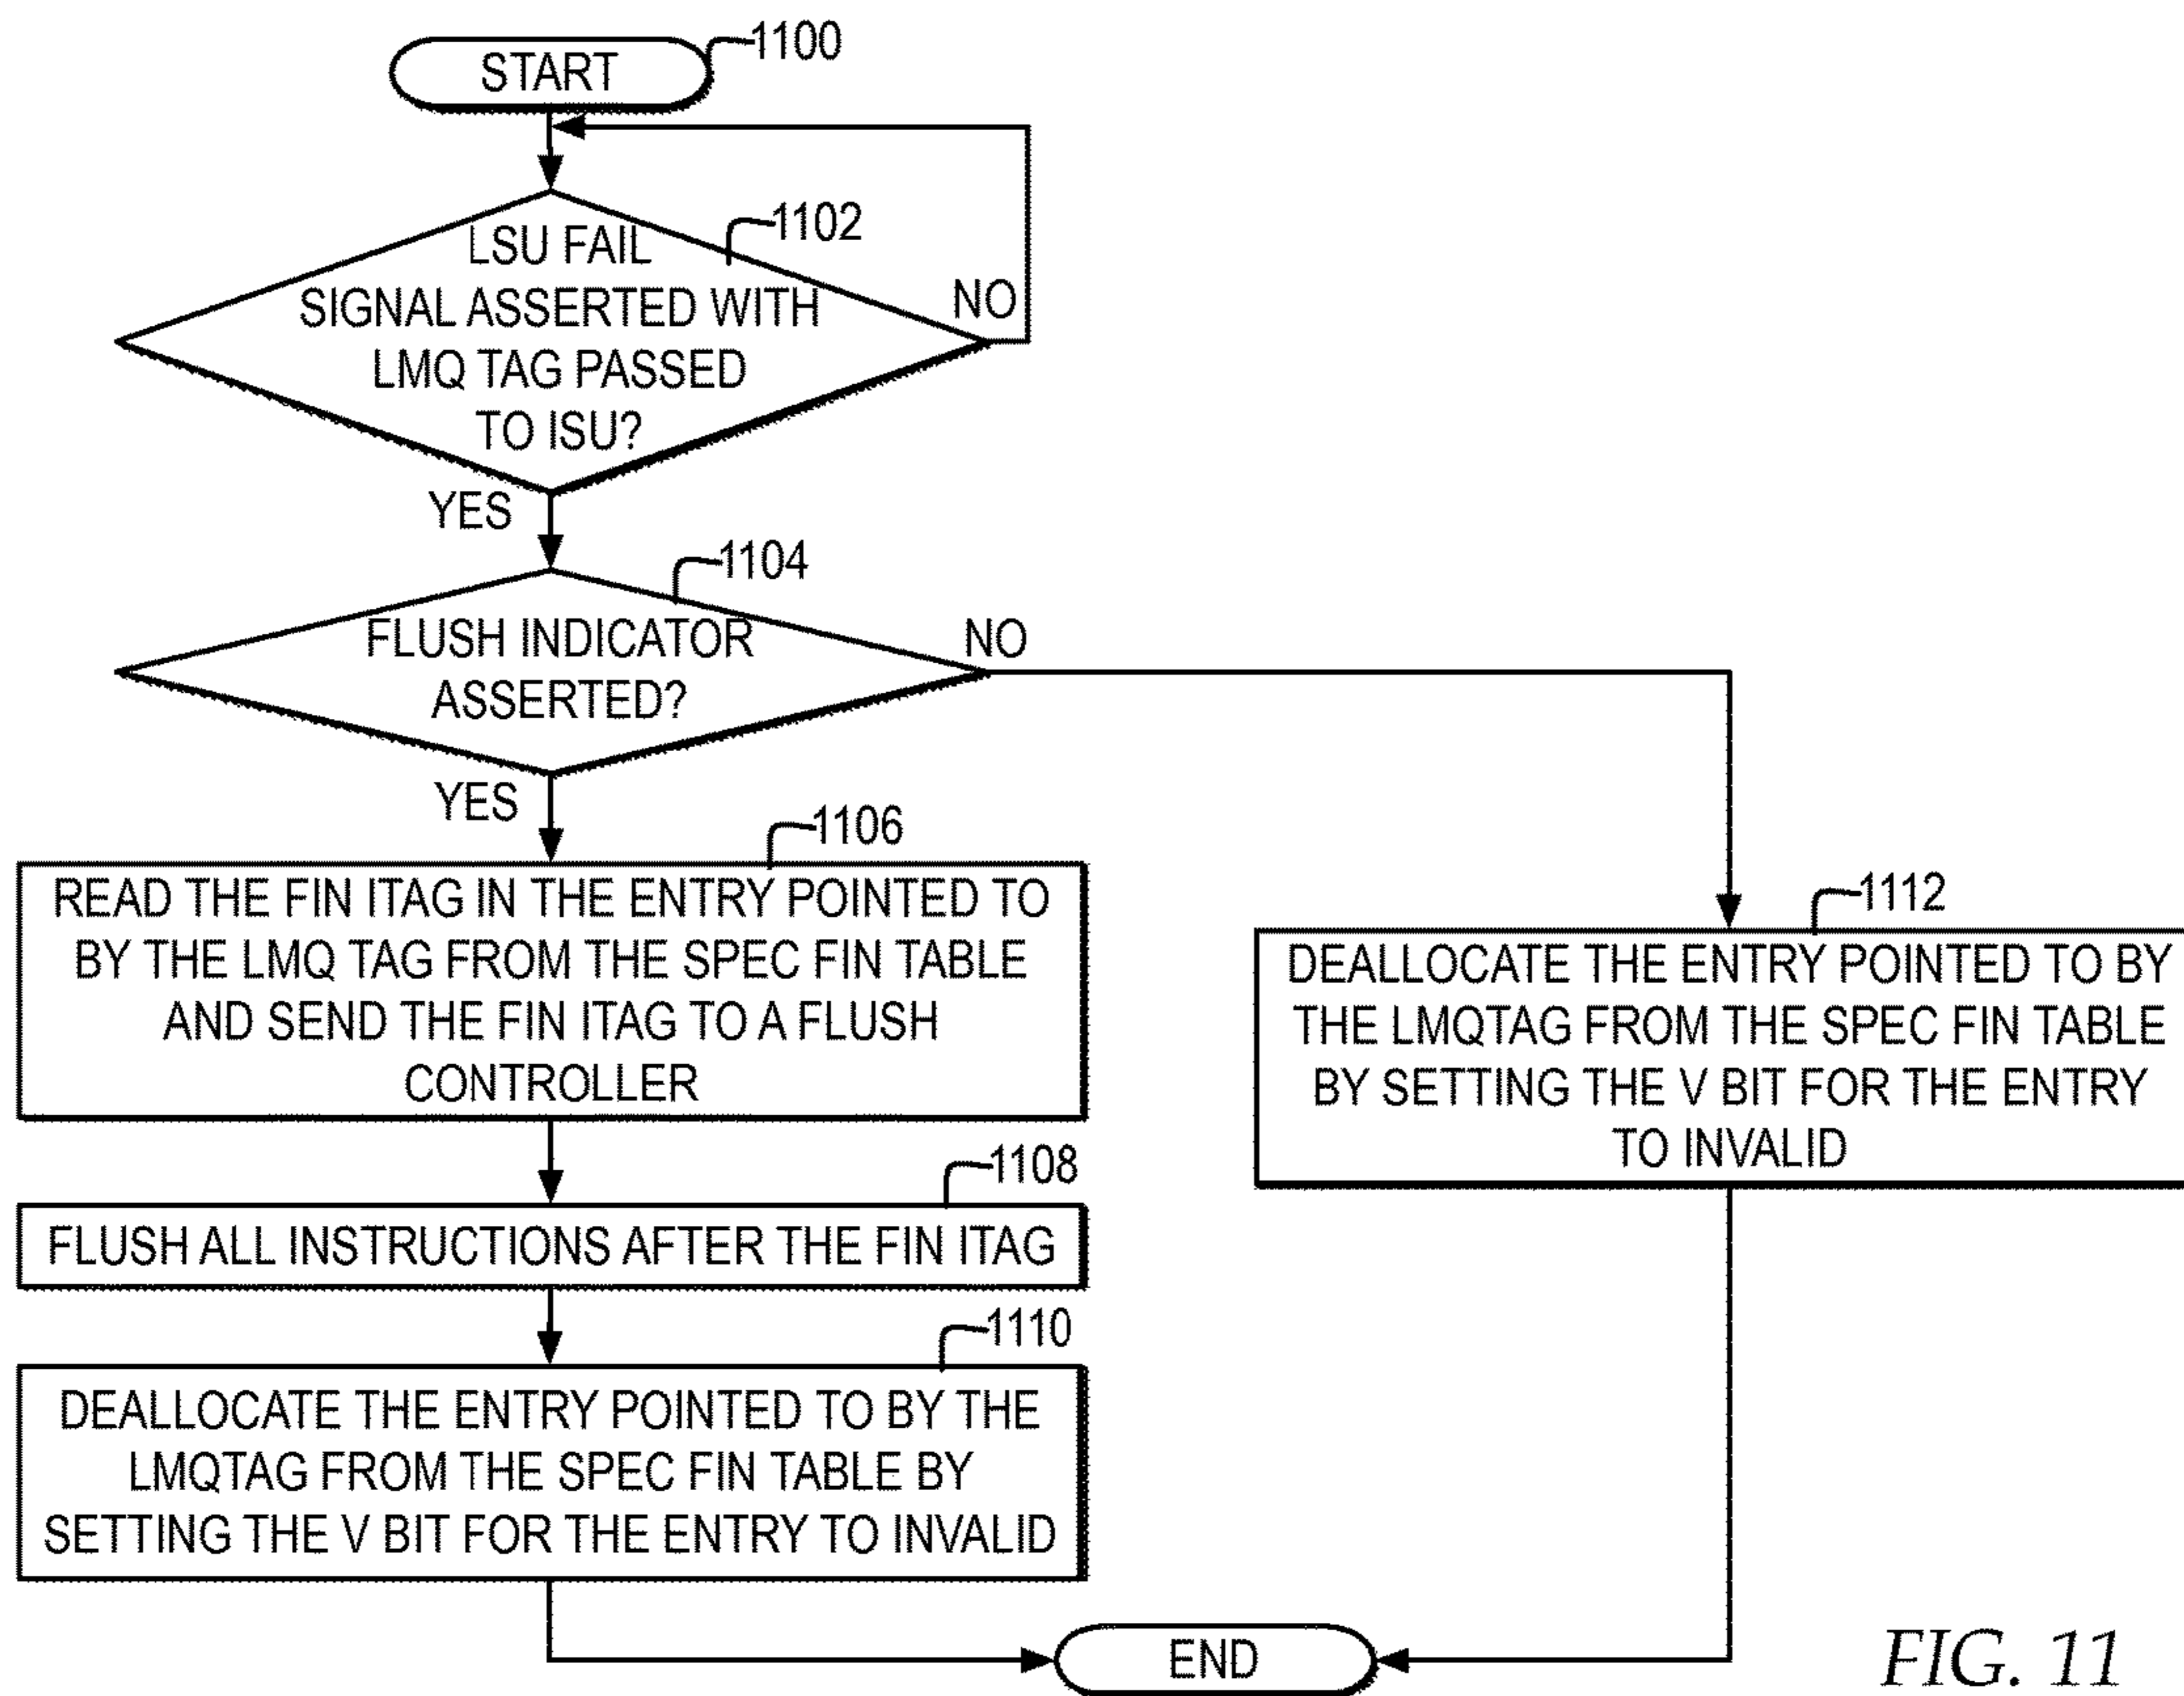 START
1100
1102
LSU FAIL
SIGNAL ASSERTED WITH
LMQ TAG PASSED
TO ISU?
NO
YES
1104
FLUSH INDICATOR
ASSERTED?
NO
YES
1106
READ THE FIN ITAG IN THE ENTRY POINTED TO
BY THE LMQ TAG FROM THE SPEC FIN TABLE
AND SEND THE FIN ITAG TO A FLUSH
CONTROLLER
1112
DEALLOCATE THE ENTRY POINTED TO BY
THE LMQTAG FROM THE SPEC FIN TABLE
BY SETTING THE V BIT FOR THE ENTRY
TO INVALID
1108
FLUSH ALL INSTRUCTIONS AFTER THE FIN ITAG
1110
DEALLOCATE THE ENTRY POINTED TO BY THE
LMQTAG FROM THE SPEC FIN TABLE BY
SETTING THE V BIT FOR THE ENTRY TO INVALID
END
FIG. 11